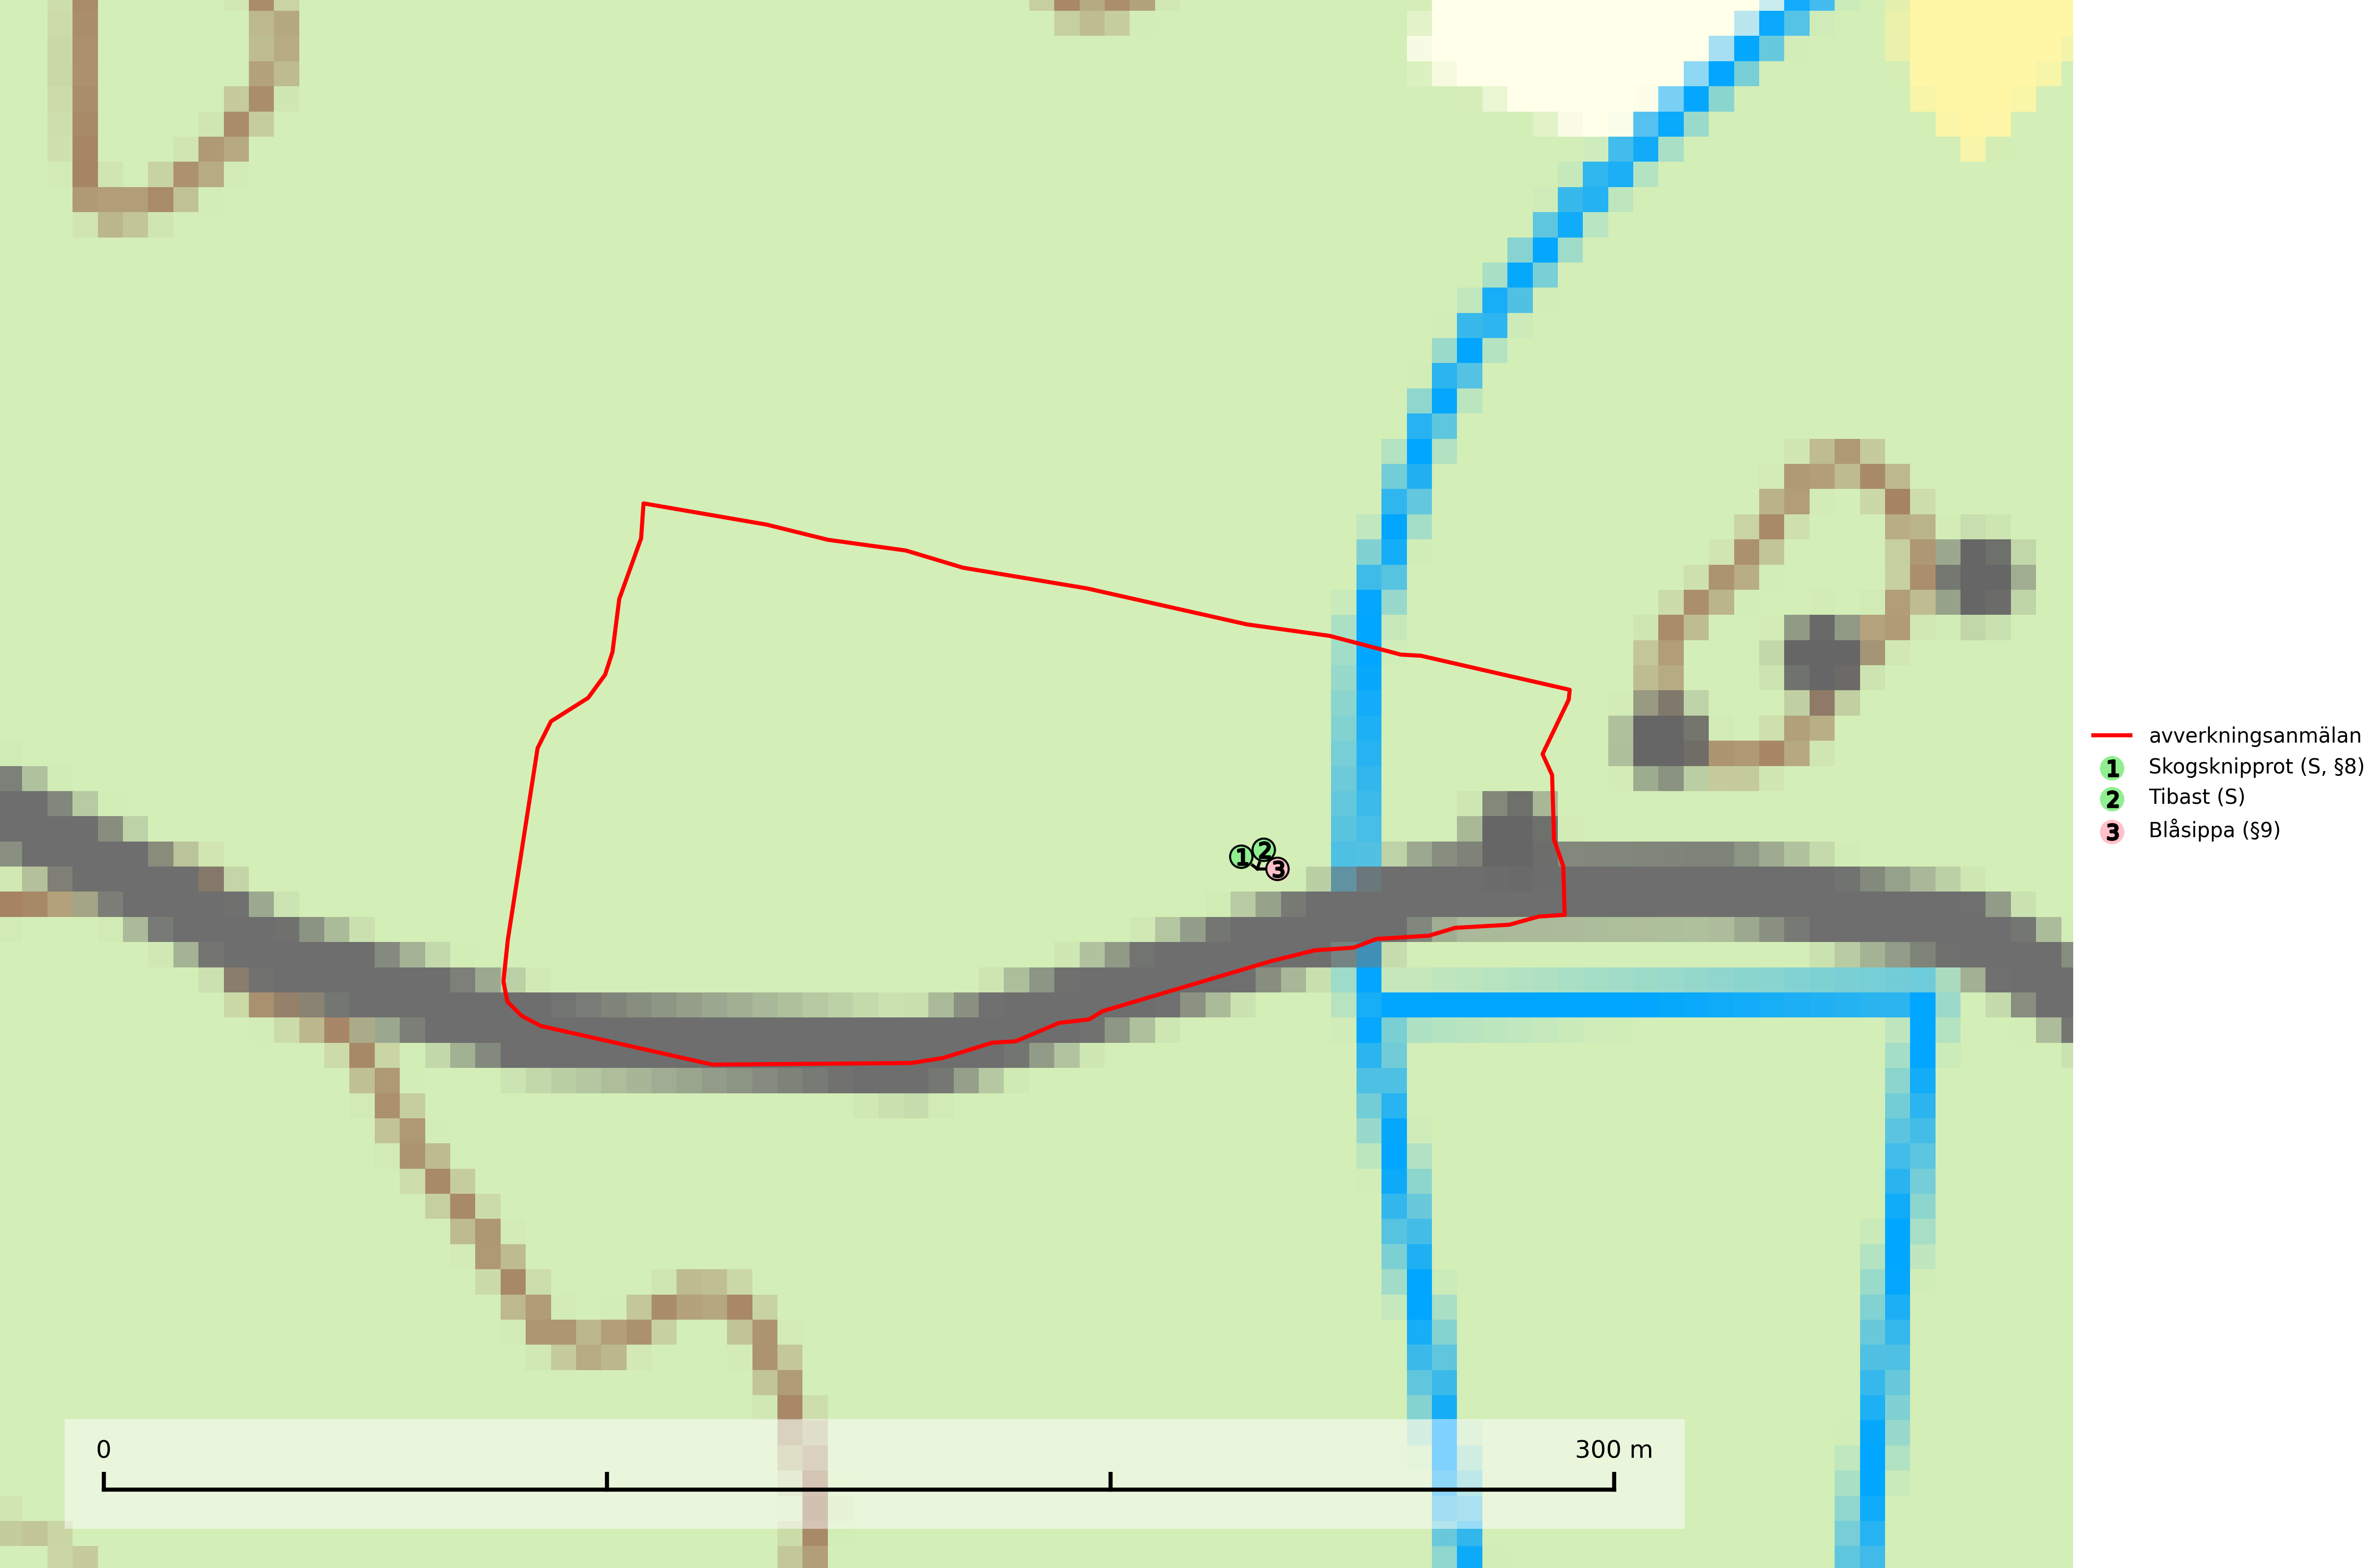 avverkningsanmälan
1 Skogsknipprot (S, §8)
2 Tibast (S)
3 Blåsippa (§9)
1
2
3
0 300 m